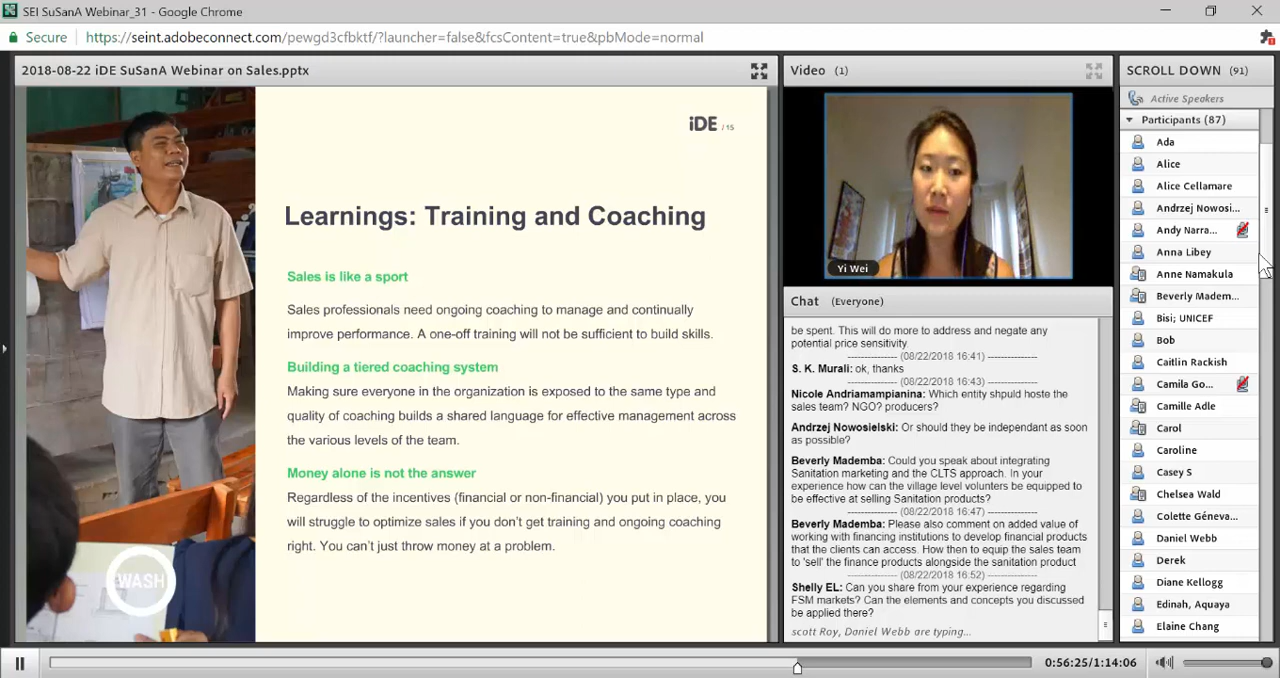 SEI SuSanA Webinar_31 - Google Chrome
Secure
https://seint.adobeconnect.com/pewgd3cfbktf/?launcher=false&fcsContent=true&pbMode=normal
2018-08-22 iDE SuSanA Webinar on Sales.pptx
iDE / 15
Learnings: Training and Coaching
Sales is like a sport
Sales professionals need ongoing coaching to manage and continually
improve performance. A one-off training will not be sufficient to build skills.
Building a tiered coaching system
Making sure everyone in the organization is exposed to the same type and
quality of coaching builds a shared language for effective management across
the various levels of the team.
Money alone is not the answer
Regardless of the incentives (financial or non-financial) you put in place, you
will struggle to optimize sales if you don't get training and ongoing coaching
right. You can't just throw money at a problem.
WASH
Video (1)
Yi Wei
Chat (Everyone)
be spent. This will do more to address and negate any
potential price sensitivity.
--------------- (08/22/2018 16:41) ---------------
S. K. Murali: ok, thanks
--------------- (08/22/2018 16:43) ---------------
Nicole Andriamampianina: Which entity shpuld hoste the
sales team? NGO? producers?
Andrzej Nowosielski: Or should they be independant as soon
as possible?
Beverly Mademba: Could you speak about integrating
Sanitation marketing and the CLTS approach. In your
experience how can the village level volunters be equipped to
be effective at selling Sanitation products?
--------------- (08/22/2018 16:47) ---------------
Beverly Mademba: Please also comment on added value of
working with financing institutions to develop financial products
that the clients can access. How then to equip the sales team
to 'sell' the finance products alongside the sanitation product
--------------- (08/22/2018 16:52) ---------------
Shelly EL: Can you share from your experience regarding
FSM markets? Can the elements and concepts you discussed
be applied there?
scott Roy, Daniel Webb are typing...
SCROLL DOWN (91)
Active Speakers
Participants (87)
Ada
Alice
Alice Cellamare
Andrzej Nowosi...
Andy Narra...
Anna Libey
Anne Namakula
Beverly Madem...
Bisi; UNICEF
Bob
Caitlin Rackish
Camila Go...
Camille Adle
Carol
Caroline
Casey S
Chelsea Wald
Colette Géneva...
Daniel Webb
Derek
Diane Kellogg
Edinah, Aquaya
Elaine Chang
0:56:25/1:14:06